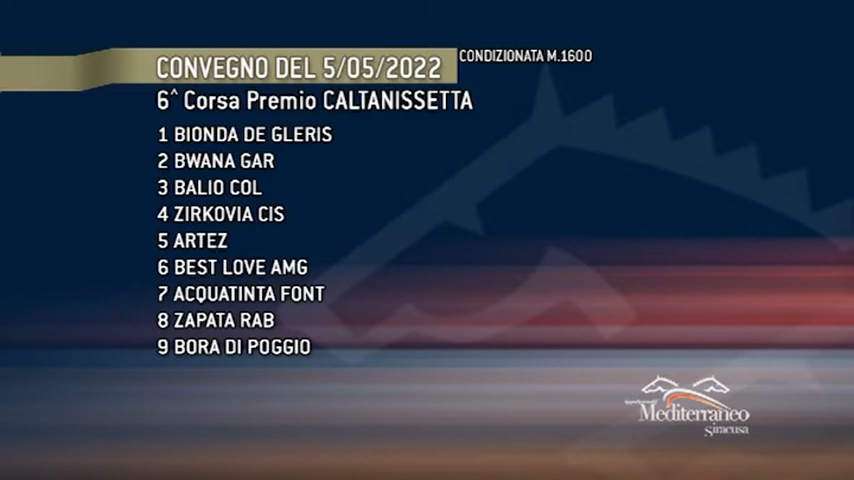 CONVEGNO DEL 5/05/2022
CONDIZIONATA M.1600
6^ Corsa Premio CALTANISSETTA
1 BIONDA DE GLERIS
2 BWANA GAR
3 BALIO COL
4 ZIRKOVIA CIS
5 ARTEZ
6 BEST LOVE AMG
7 ACQUATINTA FONT
8 ZAPATA RAB
9 BORA DI POGGIO
Mediterraneo
Siracusa